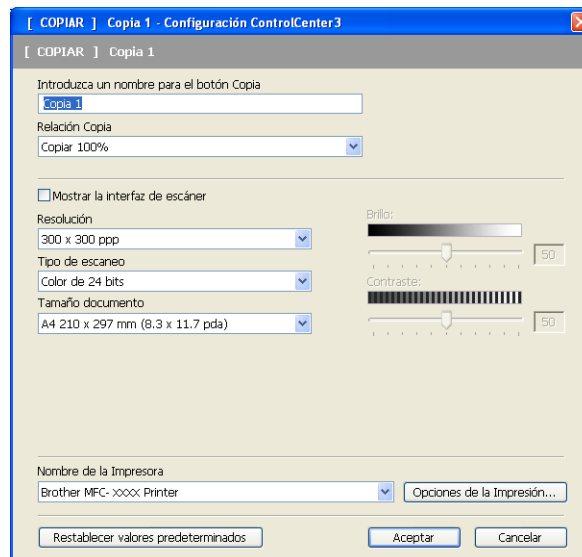 [ COPIAR ] Copia 1 - Configuración ControlCenter3
[ COPIAR ] Copia 1
Introduzca un nombre para el botón Copia
Copia 1
Relación Copia
Copiar 100%
Mostrar la interfaz de escáner
Resolución
300 x 300 ppp
Tipo de escaneo
Color de 24 bits
Tamaño documento
A4 210 x 297 mm (8.3 x 11.7 pda)
Brillo:
50
Contraste:
50
Nombre de la Impresora
Brother MFC- XXXX Printer
Opciones de la Impresión...
Restablecer valores predeterminados
Aceptar
Cancelar